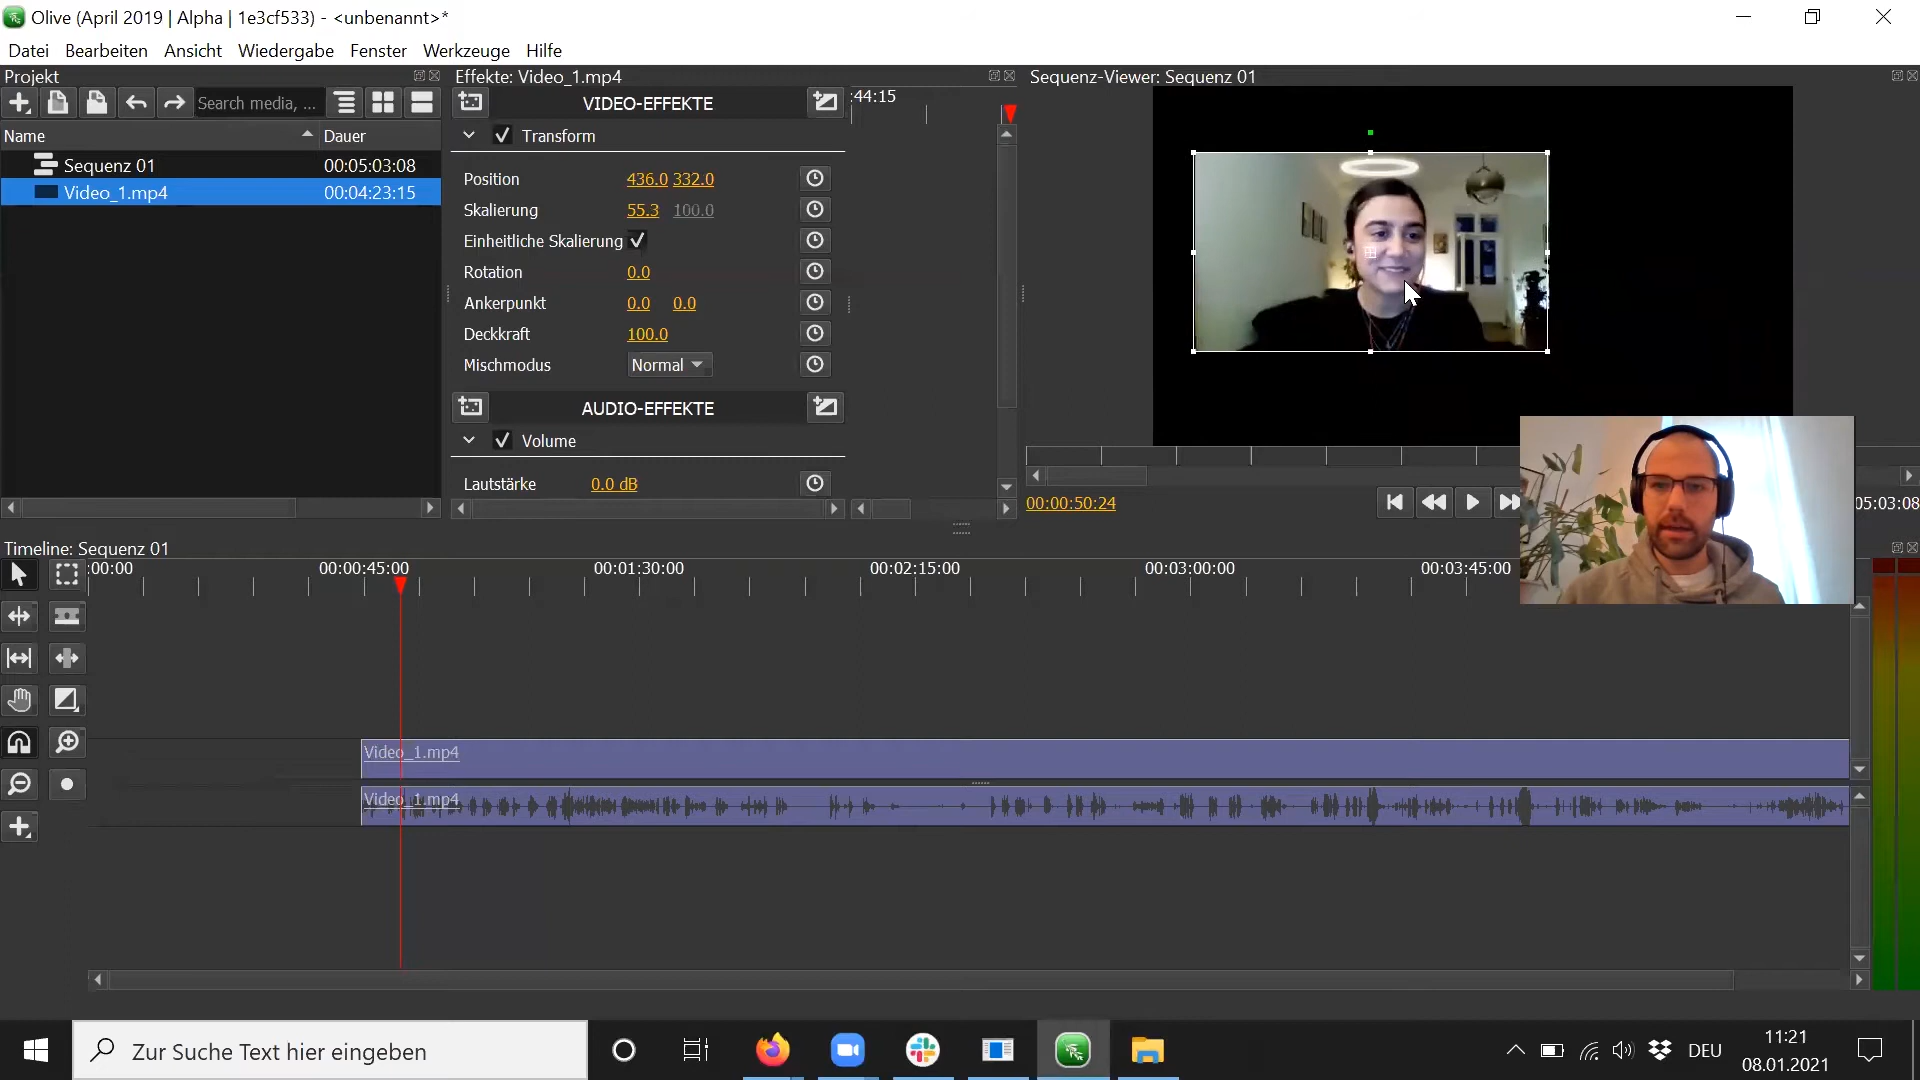 Olive (April 2019 | Alpha | 1e3cf533) - <unbenannt>*
Datei Bearbeiten Ansicht Wiedergabe Fenster Werkzeuge Hilfe
Projekt
Search media, ...
Name Dauer
Sequenz 01 00:05:03:08
Video_1.mp4 00:04:23:15
Effekte: Video_1.mp4
VIDEO-EFFEKTE
:44:15
Transform
Position 436.0 332.0
Skalierung 55.3 100.0
Einheitliche Skalierung
Rotation 0.0
Ankerpunkt 0.0 0.0
Deckkraft 100.0
Mischmodus Normal
AUDIO-EFFEKTE
Volume
Lautstärke 0.0 dB
Sequenz-Viewer: Sequenz 01
00:00:50:24
05:03:08
Timeline: Sequenz 01
:00:00 00:00:45:00 00:01:30:00 00:02:15:00 00:03:00:00 00:03:45:00
Video_1.mp4
Video_1.mp4
Zur Suche Text hier eingeben
DEU
11:21
08.01.2021